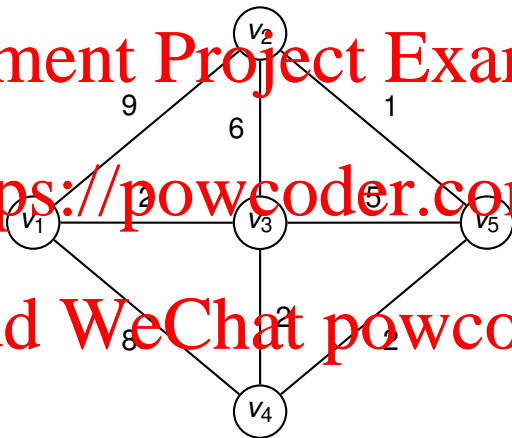 v2
ment Project Exam
9
1
6
ps://powcoder.com
2
5
v1
v3
v5
2
d WeChat powco
8
2
v4